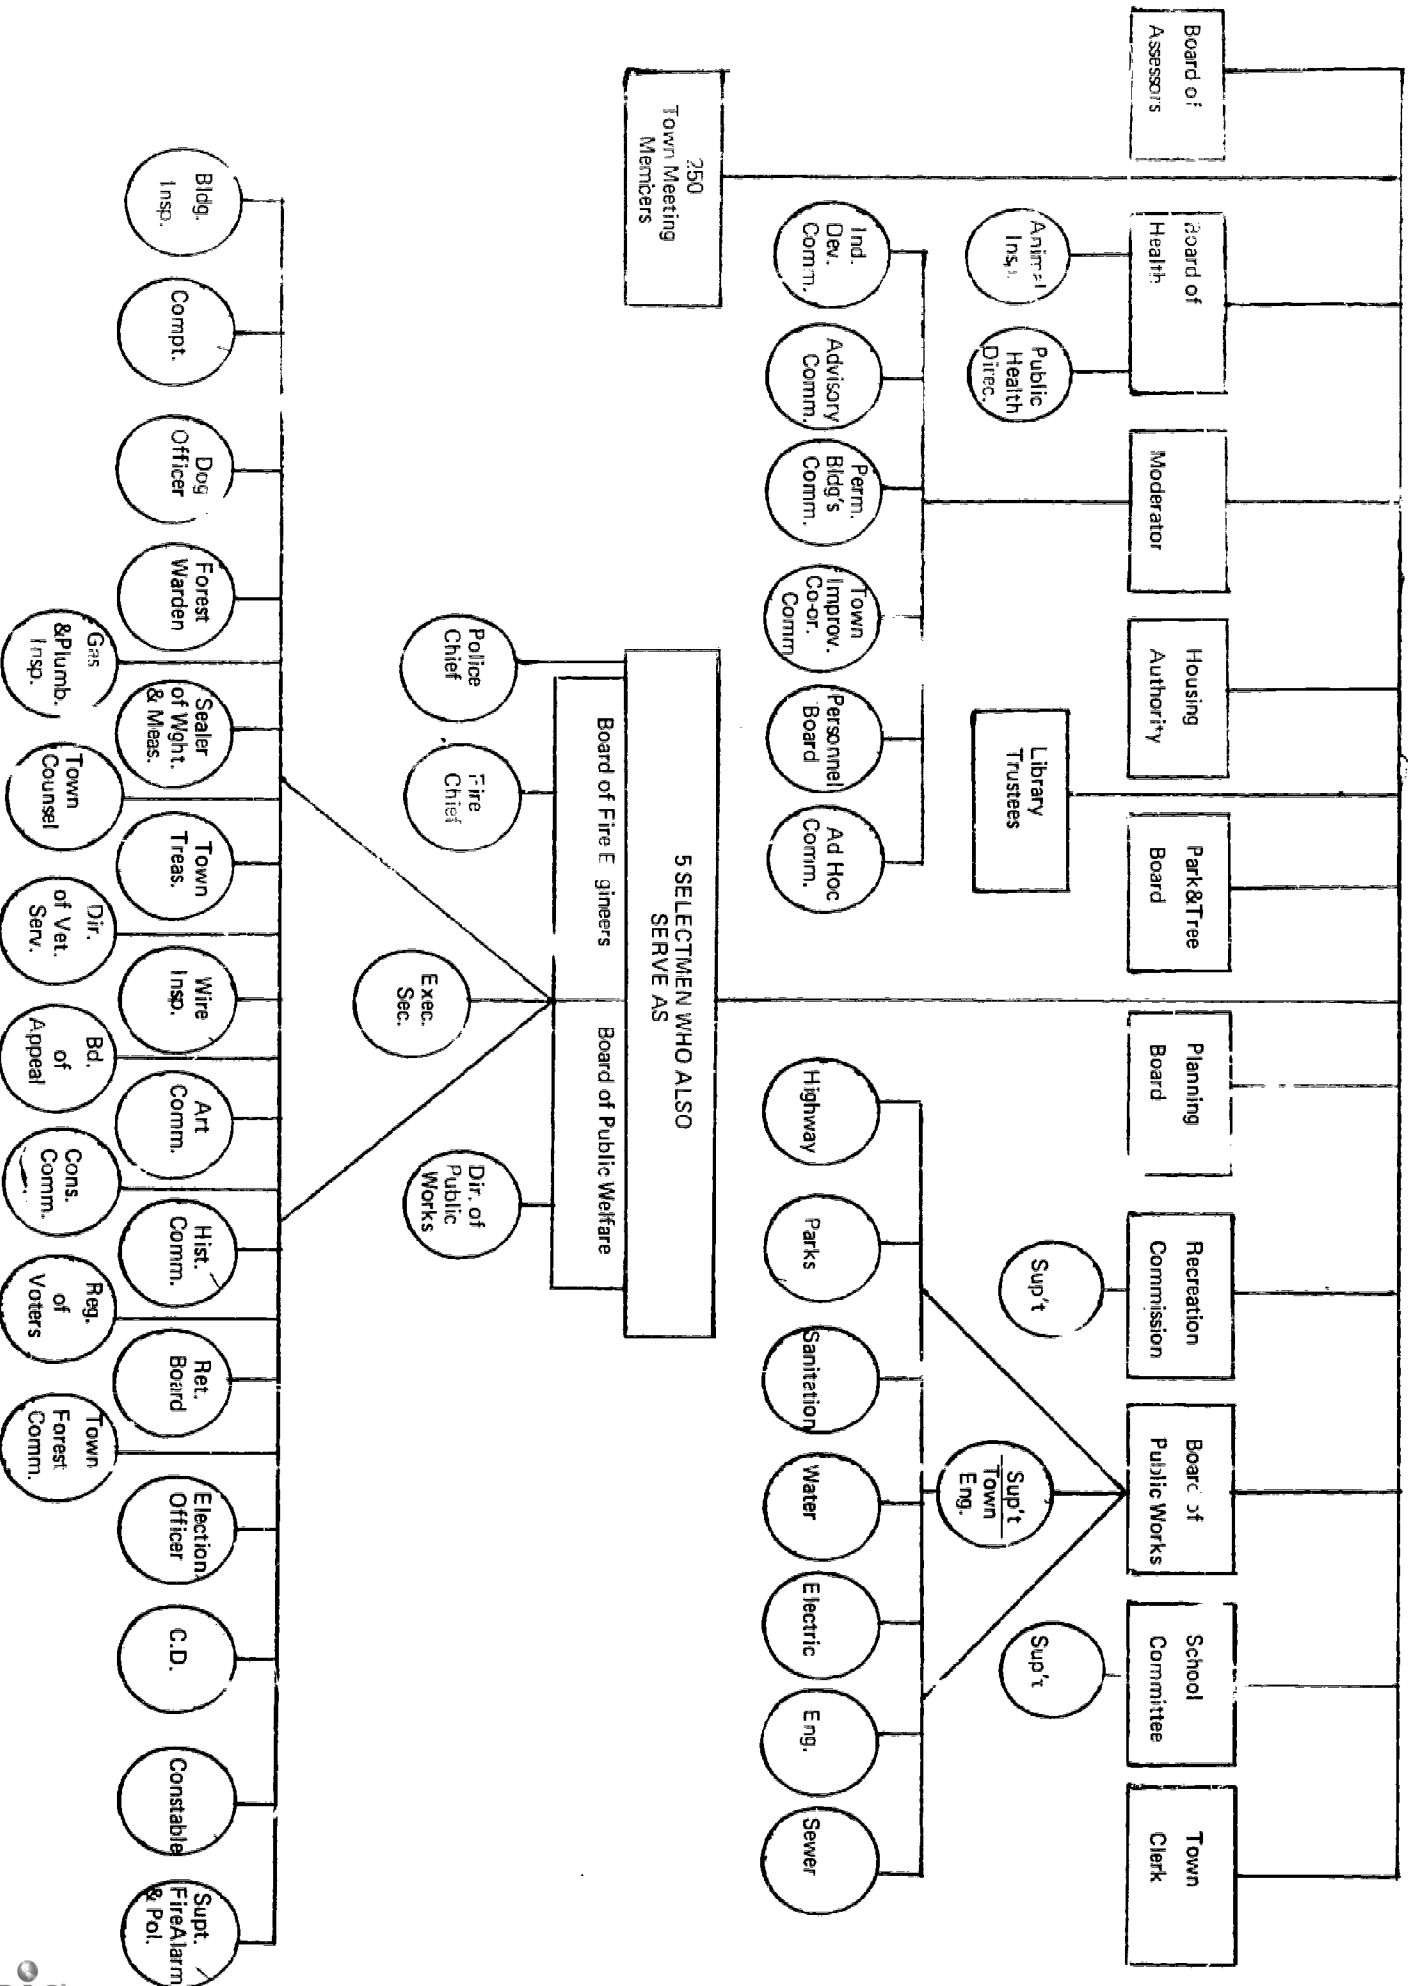 Board of
Assessors
Board of
Health
Moderator
Housing
Authority
Park&Tree
Board
Planning
Board
Recreation
Commission
Board of
Public Works
School
Committee
Town
Clerk
Animal
Insp.
Public
Health
Direc.
Library
Trustees
Sup't
Sup't
Town
Eng.
Sup't
Ind.
Dev.
Comm.
Advisory
Comm.
Perm.
Bldg's
Comm.
Town
Improv.
Co-or.
Comm
Personnel
Board
Ad Hoc
Comm.
Highway
Parks
Sanitation
Water
Electric
Eng.
Sewer
250
Town Meeting
Memicers
5 SELECTMEN WHO ALSO
SERVE AS
Board of Fire E gineers
Board of Public Welfare
Police
Chief
Fire
Chief
Exec.
Sec.
Dir. of
Public
Works
Bldg.
Insp.
Compt.
Dog
Officer
Forest
Warden
Sealer
of Wght.
& Meas.
Town
Treas.
Wire
Insp.
Art
Comm.
Hist.
Comm.
Ret.
Board
Election
Officer
C.D.
Constable
Supt.
FireAlarm
& Pol.
Gas
&Plumb.
Insp.
Town
Counsel
Dir.
of Vet.
Serv.
Bd.
of
Appeal
Cons.
Comm.
Reg.
of
Voters
Town
Forest
Comm.